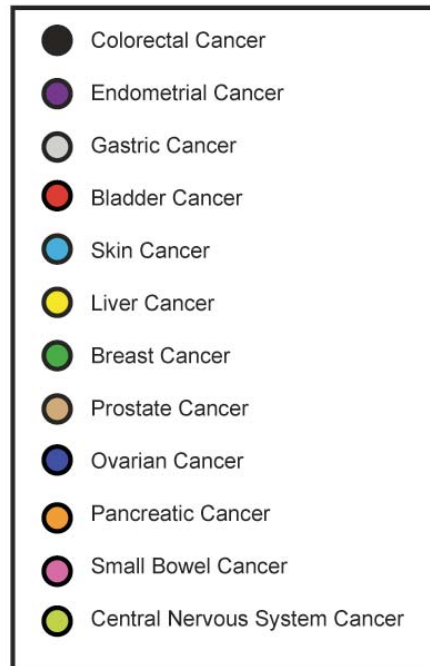 Colorectal Cancer
Endometrial Cancer
Gastric Cancer
Bladder Cancer
Skin Cancer
Liver Cancer
Breast Cancer
Prostate Cancer
Ovarian Cancer
Pancreatic Cancer
Small Bowel Cancer
Central Nervous System Cancer